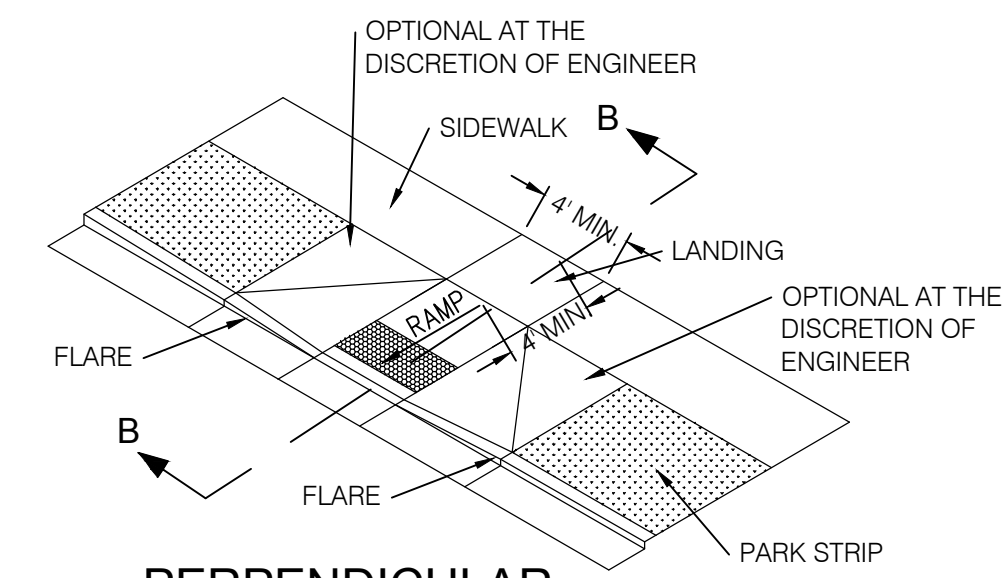 OPTIONAL AT THE
DISCRETION OF ENGINEER
SIDEWALK
B
4' MIN.
LANDING
OPTIONAL AT THE
DISCRETION OF
ENGINEER
RAMP
4' MIN.
FLARE
B
FLARE
PARK STRIP
PERPENDICULAR